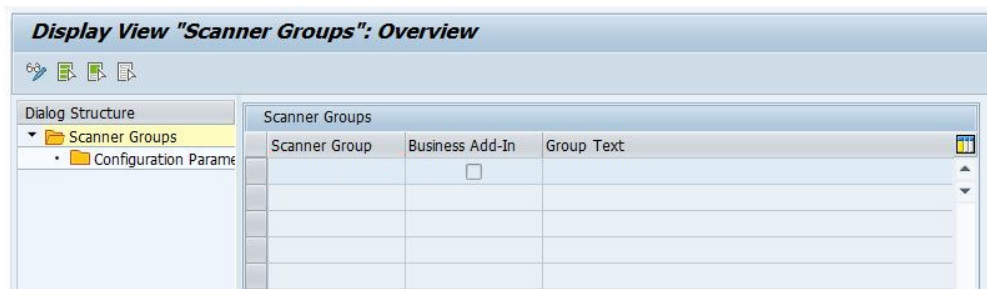 Display View "Scanner Groups": Overview
Dialog Structure
Scanner Groups
Configuration Parame
Scanner Groups
Scanner Group Business Add-In Group Text